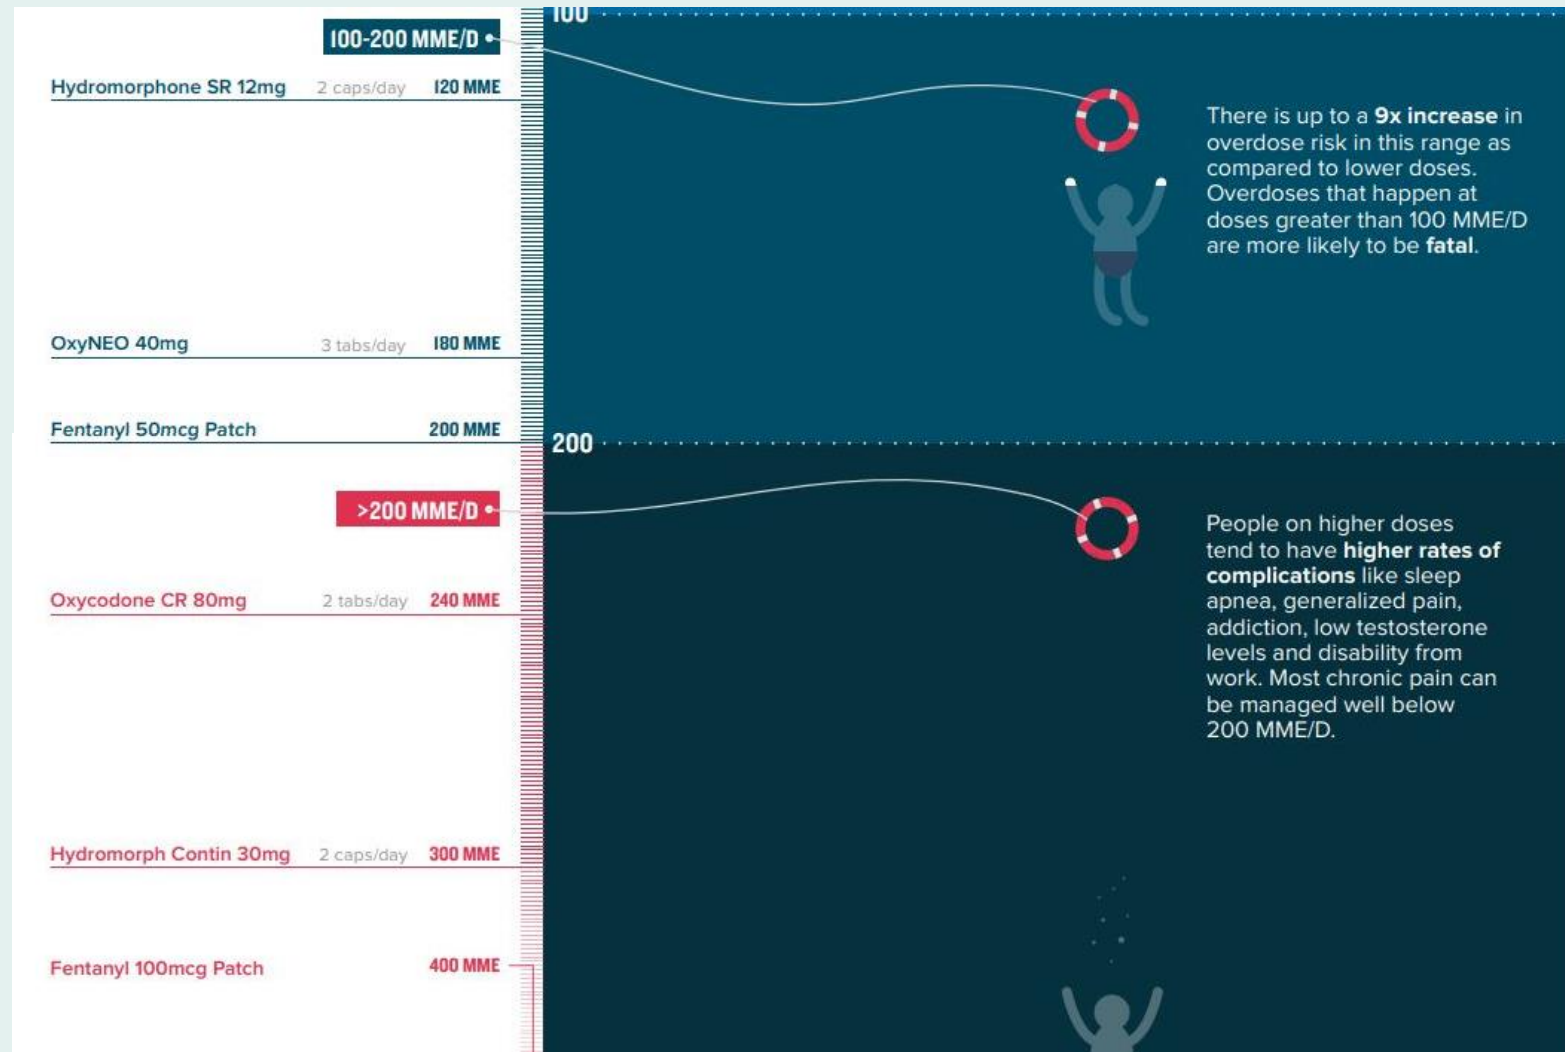 100
100-200 MME/D
Hydromorphone SR 12mg 2 caps/day 120 MME
There is up to a 9x increase in
overdose risk in this range as
compared to lower doses.
Overdoses that happen at
doses greater than 100 MME/D
are more likely to be fatal.
OxyNEO 40mg 3 tabs/day 180 MME
Fentanyl 50mcg Patch 200 MME
200
>200 MME/D
People on higher doses
tend to have higher rates of
complications like sleep
apnea, generalized pain,
addiction, low testosterone
levels and disability from
work. Most chronic pain can
be managed well below
200 MME/D.
Oxycodone CR 80mg 2 tabs/day 240 MME
Hydromorph Contin 30mg 2 caps/day 300 MME
Fentanyl 100mcg Patch 400 MME